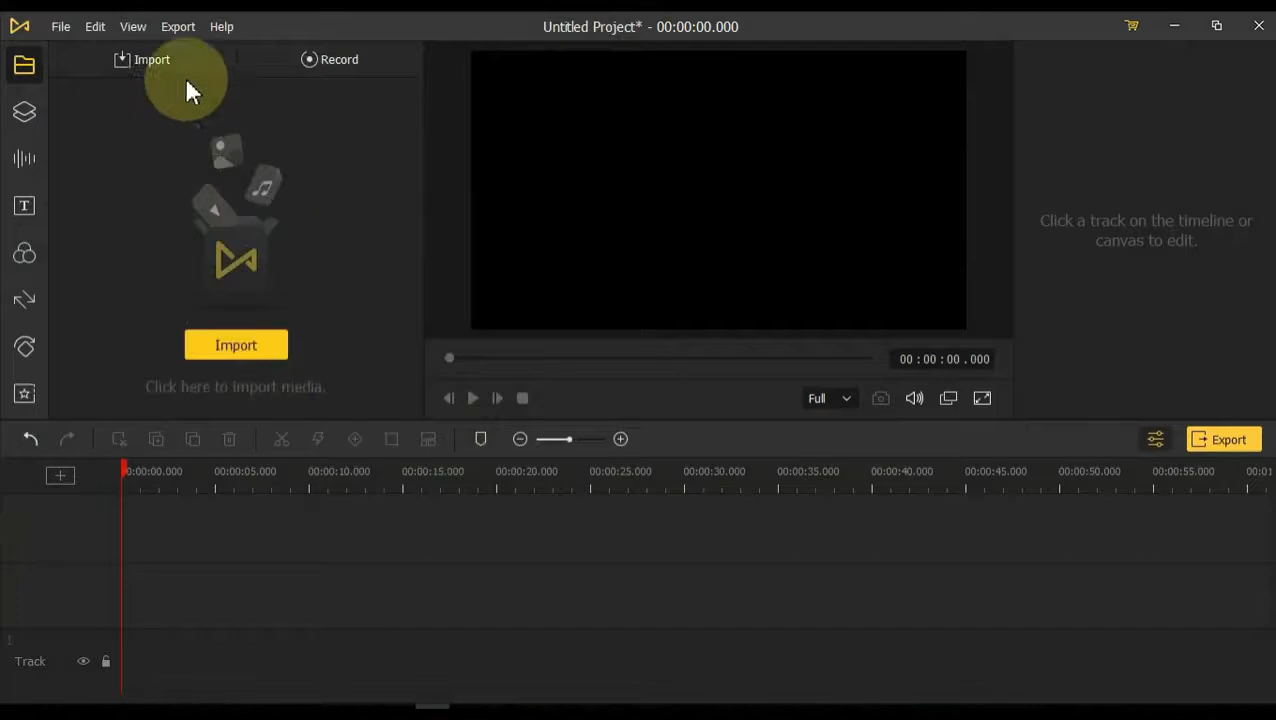 File Edit View Export Help
Untitled Project* - 00:00:00.000
Import
Record
Import
Click here to import media.
Click a track on the timeline or
canvas to edit.
00 : 00 : 00 . 000
Full
T
Export
0:00:00.000 00:00:05.000 00:00:10.000 00:00:15.000 00:00:20.000 00:00:25.000 00:00:30.000 00:00:35.000 00:00:40.000 00:00:45.000 00:00:50.000 00:00:55.000 00:01
1
Track